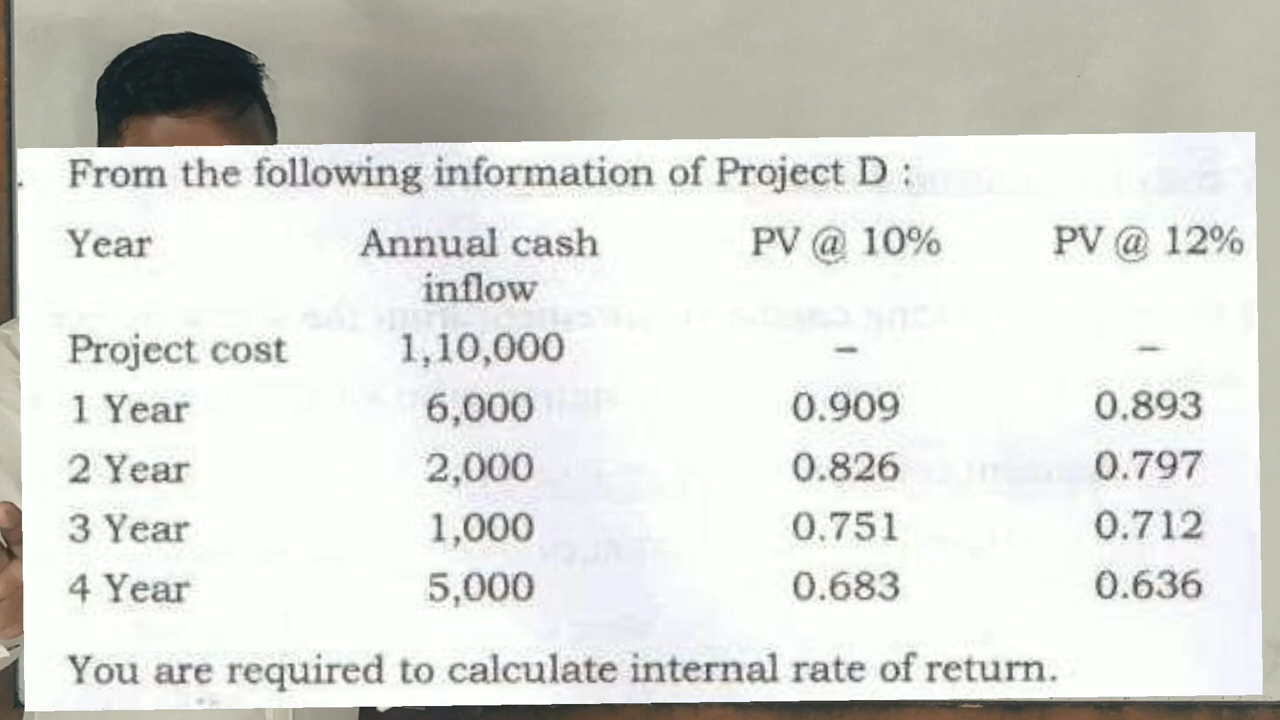 . From the following information of Project D :
Year Annual cash inflow PV @ 10% PV @ 12%
Project cost 1,10,000 – –
1 Year 6,000 0.909 0.893
2 Year 2,000 0.826 0.797
3 Year 1,000 0.751 0.712
4 Year 5,000 0.683 0.636
You are required to calculate internal rate of return.